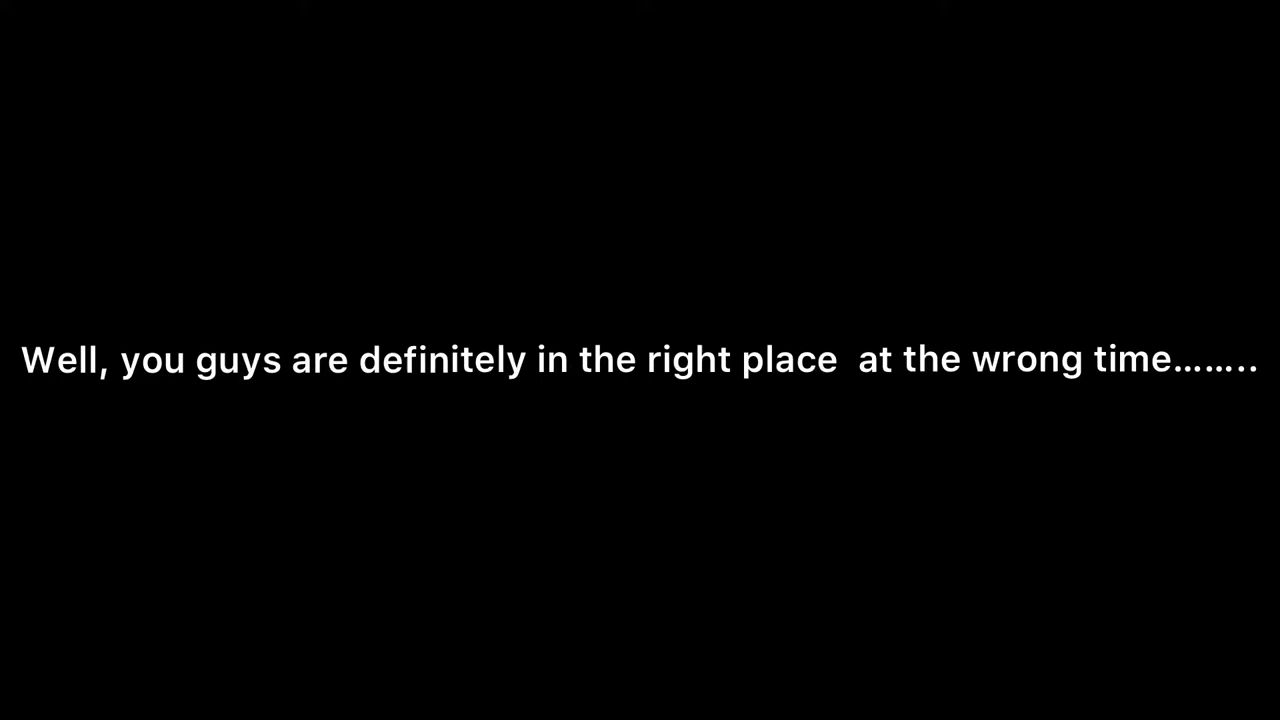 Well, you guys are definitely in the right place  at the wrong time……..